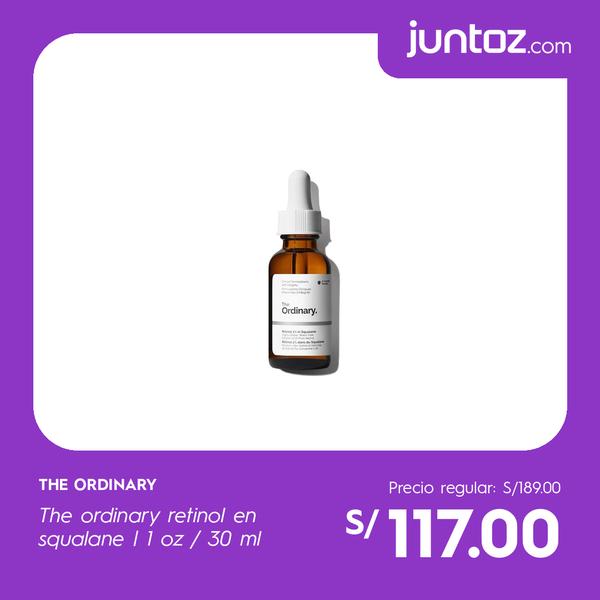 juntoz.com
The
Ordinary.
THE ORDINARY
The ordinary retinol en
squalane | 1 oz / 30 ml
Precio regular: S/189.00
S/ 117.00